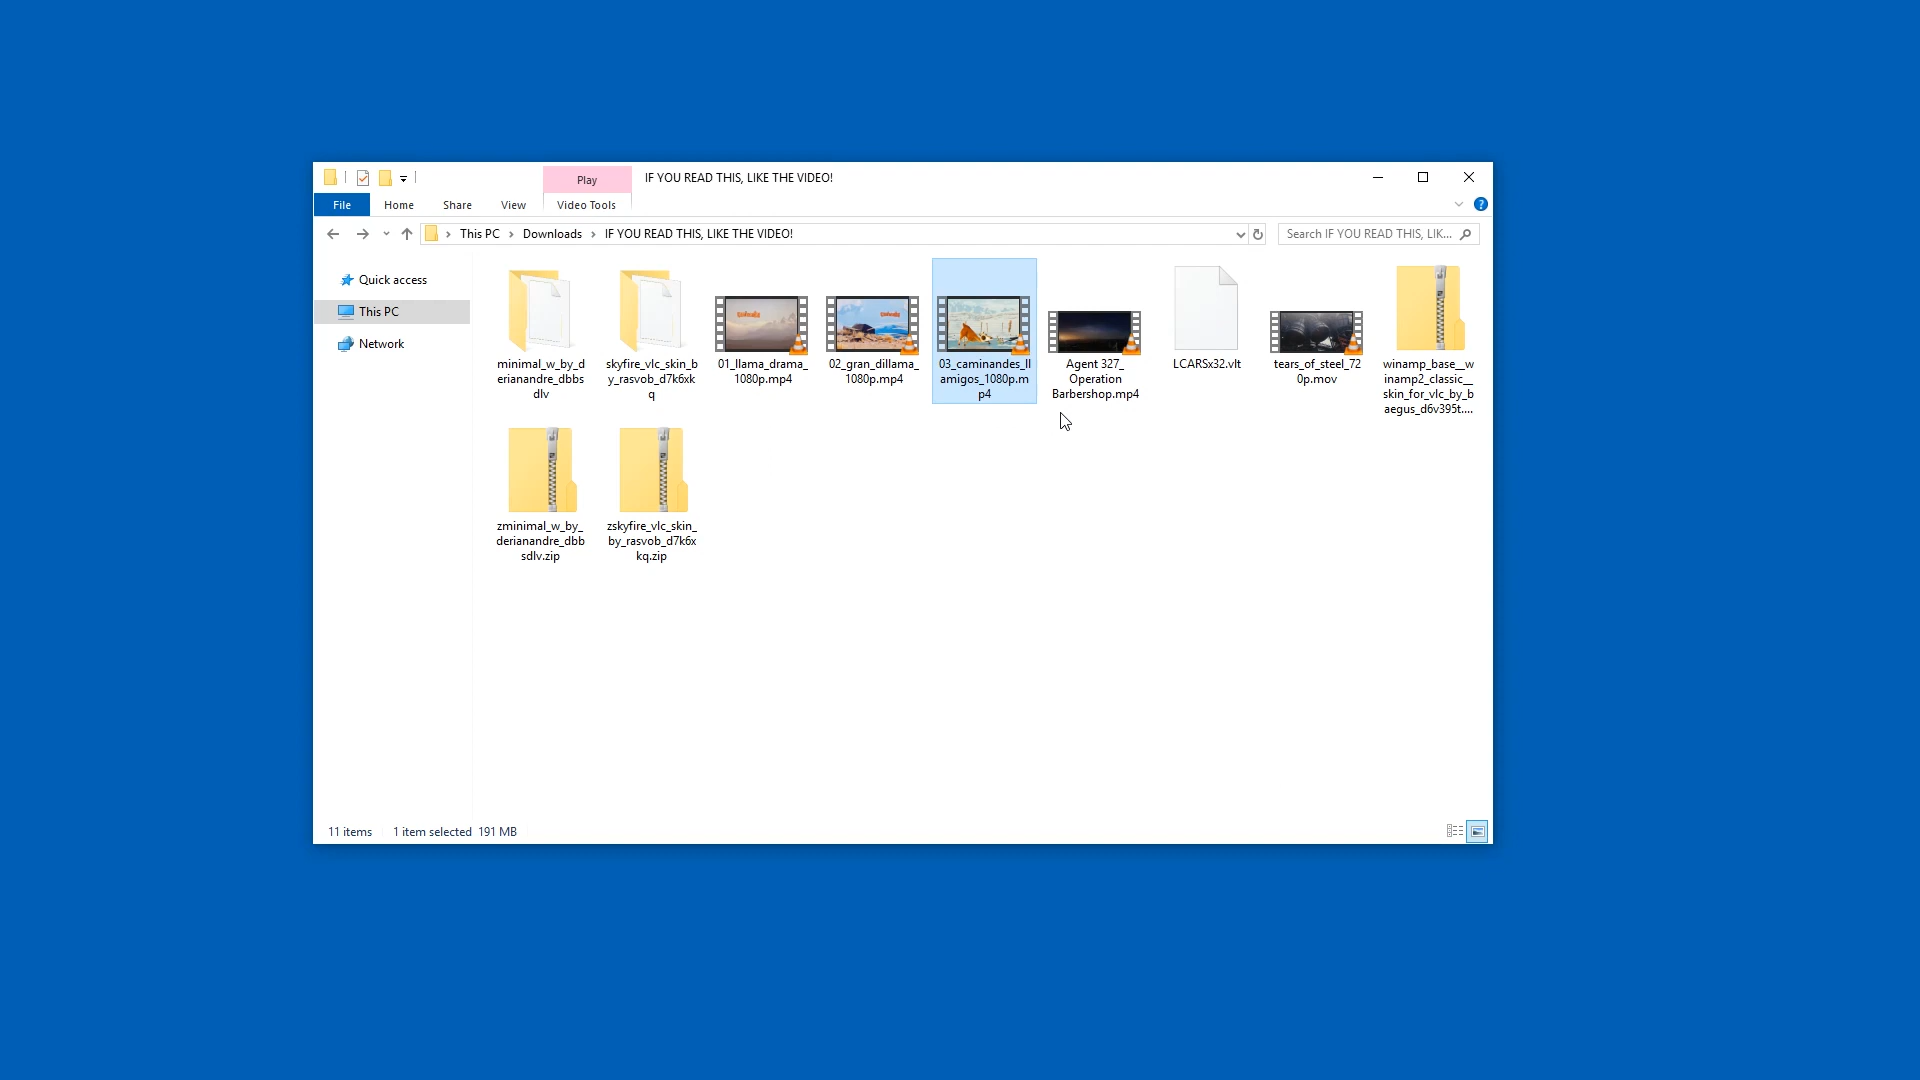 Play
IF YOU READ THIS, LIKE THE VIDEO!
File
Home
Share
View
Video Tools
This PC
Downloads
IF YOU READ THIS, LIKE THE VIDEO!
Search IF YOU READ THIS, LIK...
Quick access
This PC
Network
minimal_w_by_d
erianandre_dbbs
dlv
skyfire_vlc_skin_b
y_rasvob_d7k6xk
q
01_llama_drama_
1080p.mp4
02_gran_dillama_
1080p.mp4
03_caminandes_ll
amigos_1080p.m
p4
Agent 327_
Operation
Barbershop.mp4
LCARSx32.vlt
tears_of_steel_72
0p.mov
winamp_base__w
inamp2_classic__
skin_for_vlc_by_b
aegus_d6v395t....
zminimal_w_by_
derianandre_dbb
sdlv.zip
zskyfire_vlc_skin_
by_rasvob_d7k6x
kq.zip
11 items
1 item selected 191 MB